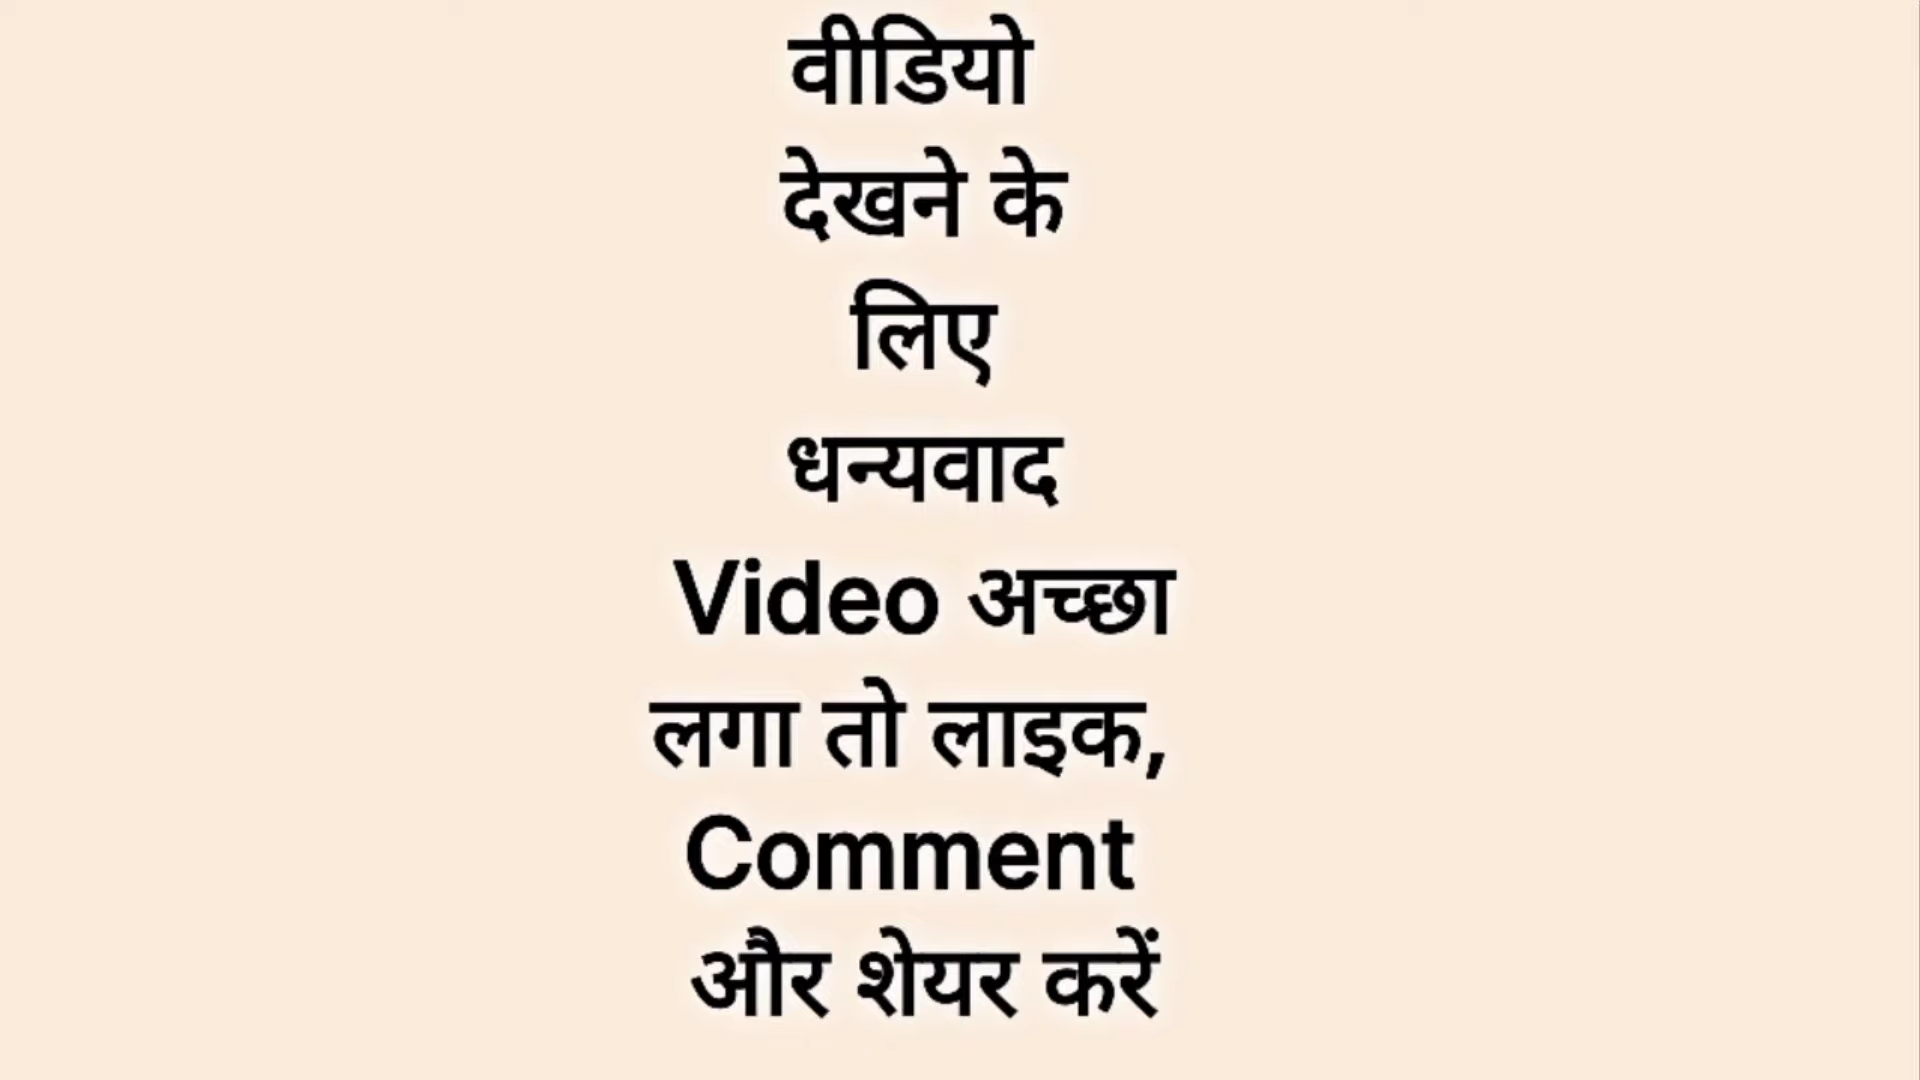 वीडियो
देखने के
लिए
धन्यवाद
Video अच्छा
लगा तो लाइक,
Comment
और शेयर करें